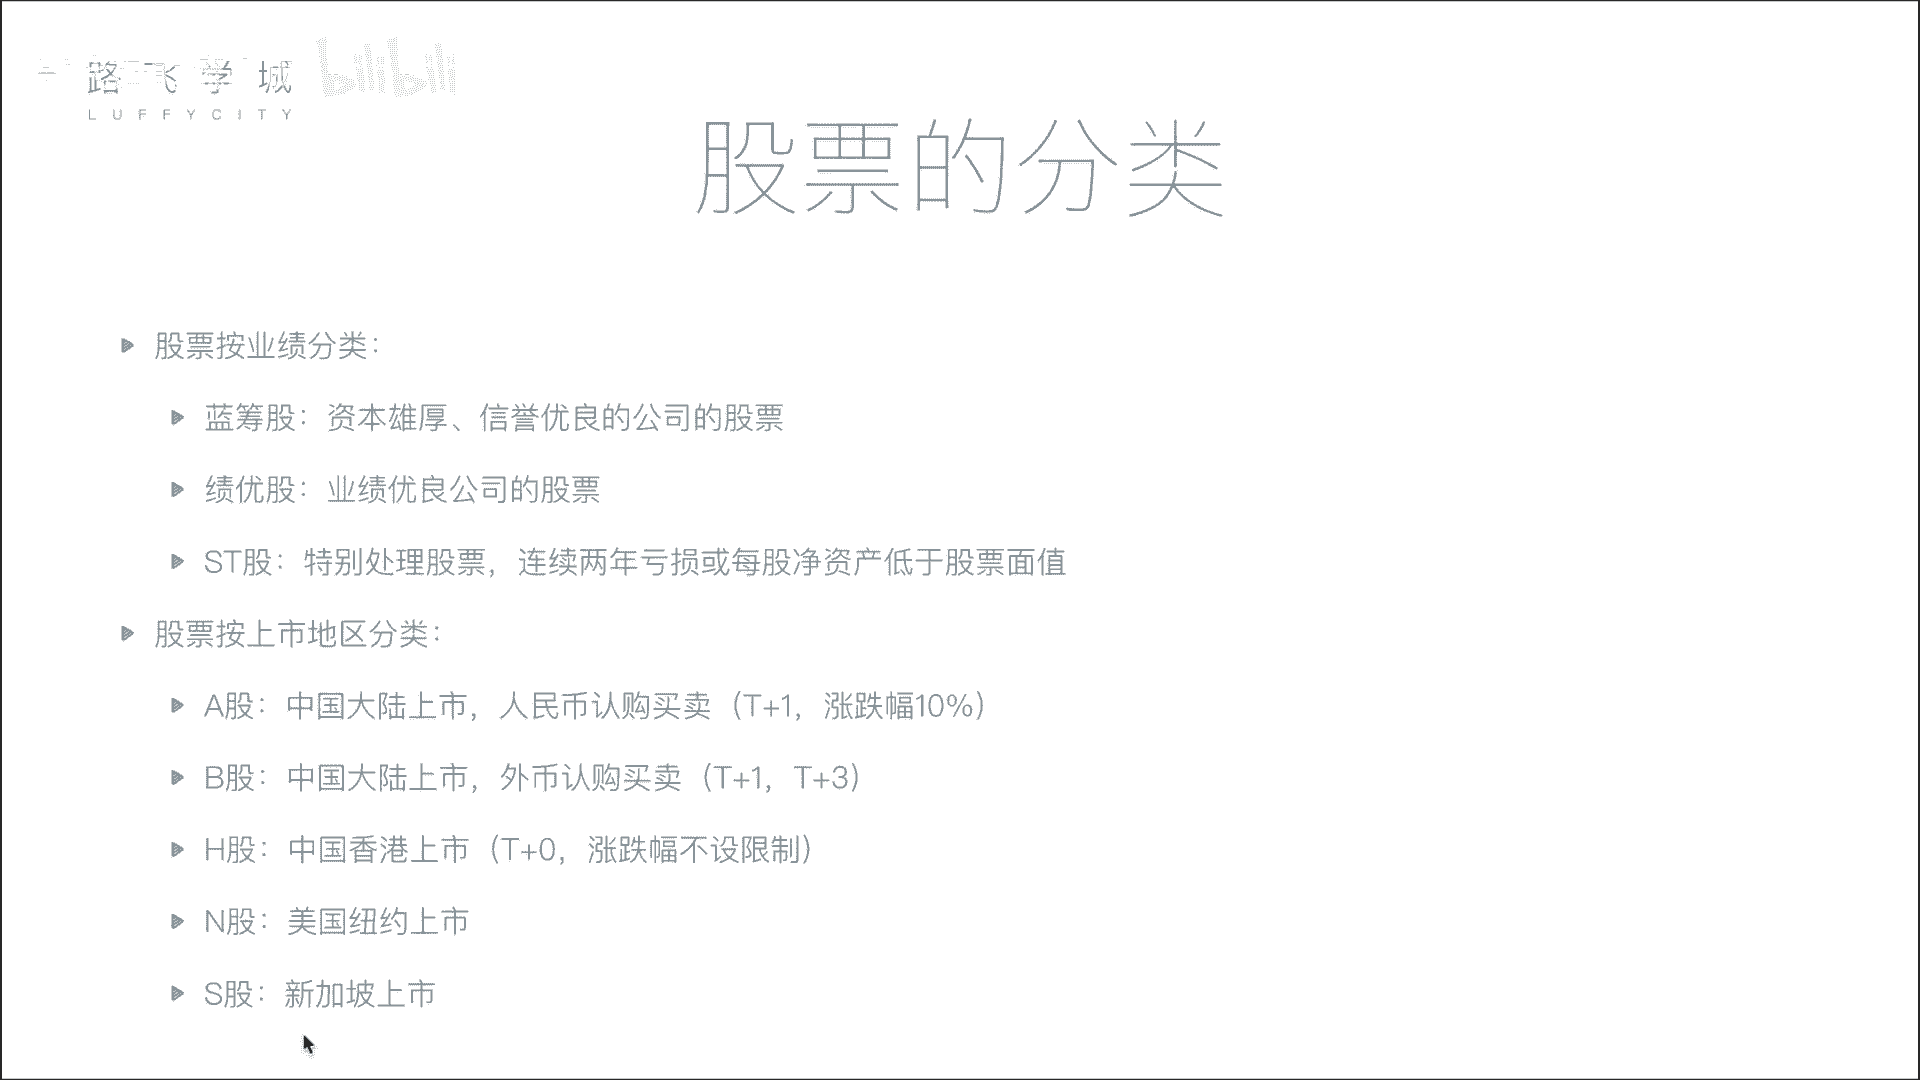 路飞学城 bilibili
LUFFYCITY
股票的分类
股票按业绩分类：
蓝筹股：资本雄厚、信誉优良的公司的股票
绩优股：业绩优良公司的股票
ST股：特别处理股票，连续两年亏损或每股净资产低于股票面值
股票按上市地区分类：
A股：中国大陆上市，人民币认购买卖（T+1，涨跌幅10%）
B股：中国大陆上市，外币认购买卖（T+1，T+3）
H股：中国香港上市（T+0，涨跌幅不设限制）
N股：美国纽约上市
S股：新加坡上市